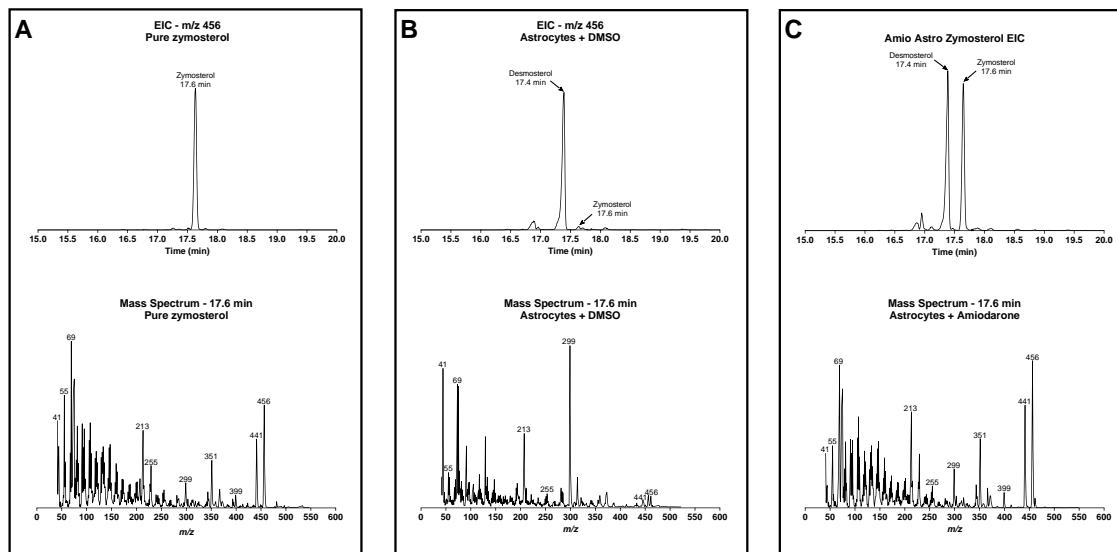 A
EIC - m/z 456
Pure zymosterol
Zymosterol
17.6 min
15.0 15.5 16.0 16.5 17.0 17.5 18.0 18.5 19.0 19.5 20.0
Time (min)
Mass Spectrum - 17.6 min
Pure zymosterol
69
55
41
213
255
299
351
399
441
456
0 50 100 150 200 250 300 350 400 450 500 550 600
m/z
B
EIC - m/z 456
Astrocytes + DMSO
Desmosterol
17.4 min
Zymosterol
17.6 min
15.0 15.5 16.0 16.5 17.0 17.5 18.0 18.5 19.0 19.5 20.0
Time (min)
Mass Spectrum - 17.6 min
Astrocytes + DMSO
41
69
55
213
255
299
441
456
0 50 100 150 200 250 300 350 400 450 500 550 600
m/z
C
Amio Astro Zymosterol EIC
Desmosterol
17.4 min
Zymosterol
17.6 min
15.0 15.5 16.0 16.5 17.0 17.5 18.0 18.5 19.0 19.5 20.0
Time (min)
Mass Spectrum - 17.6 min
Astrocytes + Amiodarone
69
55
41
213
255
299
351
399
441
456
0 50 100 150 200 250 300 350 400 450 500 550 600
m/z